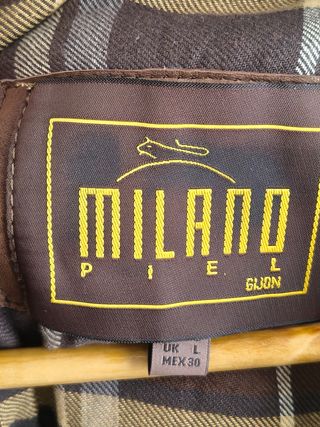 MILANO
PIEL
GIJON
UK L
MEX 30